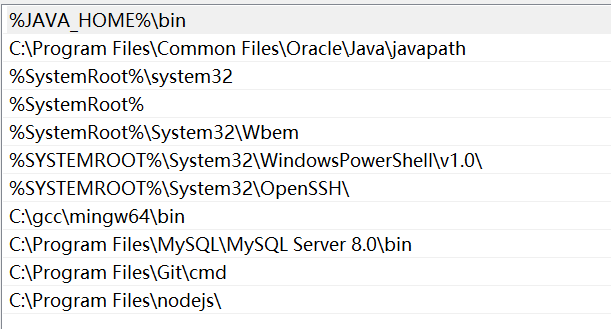 %JAVA_HOME%\bin
C:\Program Files\Common Files\Oracle\Java\javapath
%SystemRoot%\system32
%SystemRoot%
%SystemRoot%\System32\Wbem
%SYSTEMROOT%\System32\WindowsPowerShell\v1.0\
%SYSTEMROOT%\System32\OpenSSH\
C:\gcc\mingw64\bin
C:\Program Files\MySQL\MySQL Server 8.0\bin
C:\Program Files\Git\cmd
C:\Program Files\nodejs\